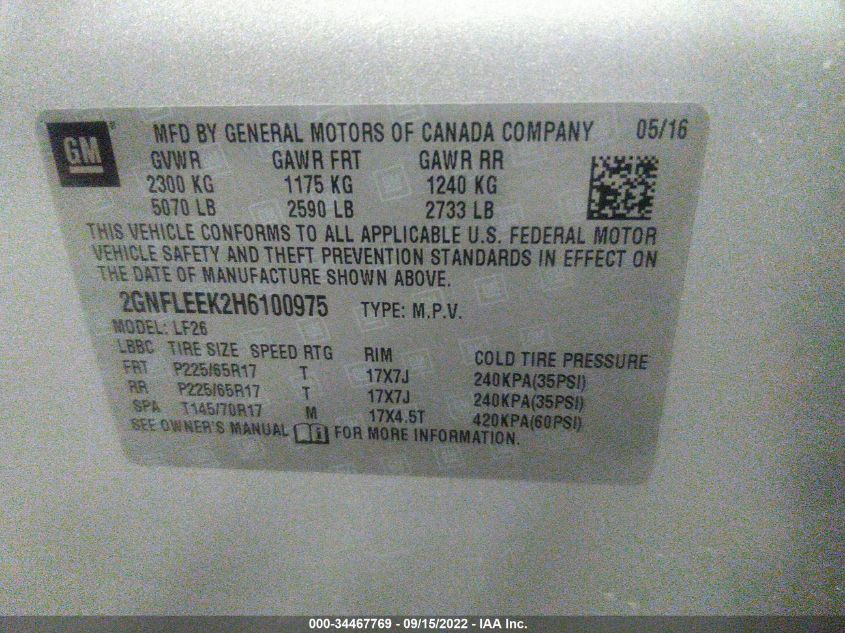 GM ® MFD BY GENERAL MOTORS OF CANADA COMPANY 05/16
GVWR GAWR FRT GAWR RR
2300 KG 1175 KG 1240 KG
5070 LB 2590 LB 2733 LB
THIS VEHICLE CONFORMS TO ALL APPLICABLE U.S. FEDERAL MOTOR
VEHICLE SAFETY AND THEFT PREVENTION STANDARDS IN EFFECT ON
THE DATE OF MANUFACTURE SHOWN ABOVE.
2GNFLEEK2H6100975 TYPE: M.P.V.
MODEL: LF26
LBBC TIRE SIZE SPEED RTG RIM COLD TIRE PRESSURE
FRT P225/65R17 T 17X7J 240KPA(35PSI)
RR P225/65R17 T 17X7J 240KPA(35PSI)
SPA T145/70R17 M 17X4.5T 420KPA(60PSI)
SEE OWNER'S MANUAL FOR MORE INFORMATION.
000-34467769 - 09/15/2022 - IAA Inc.